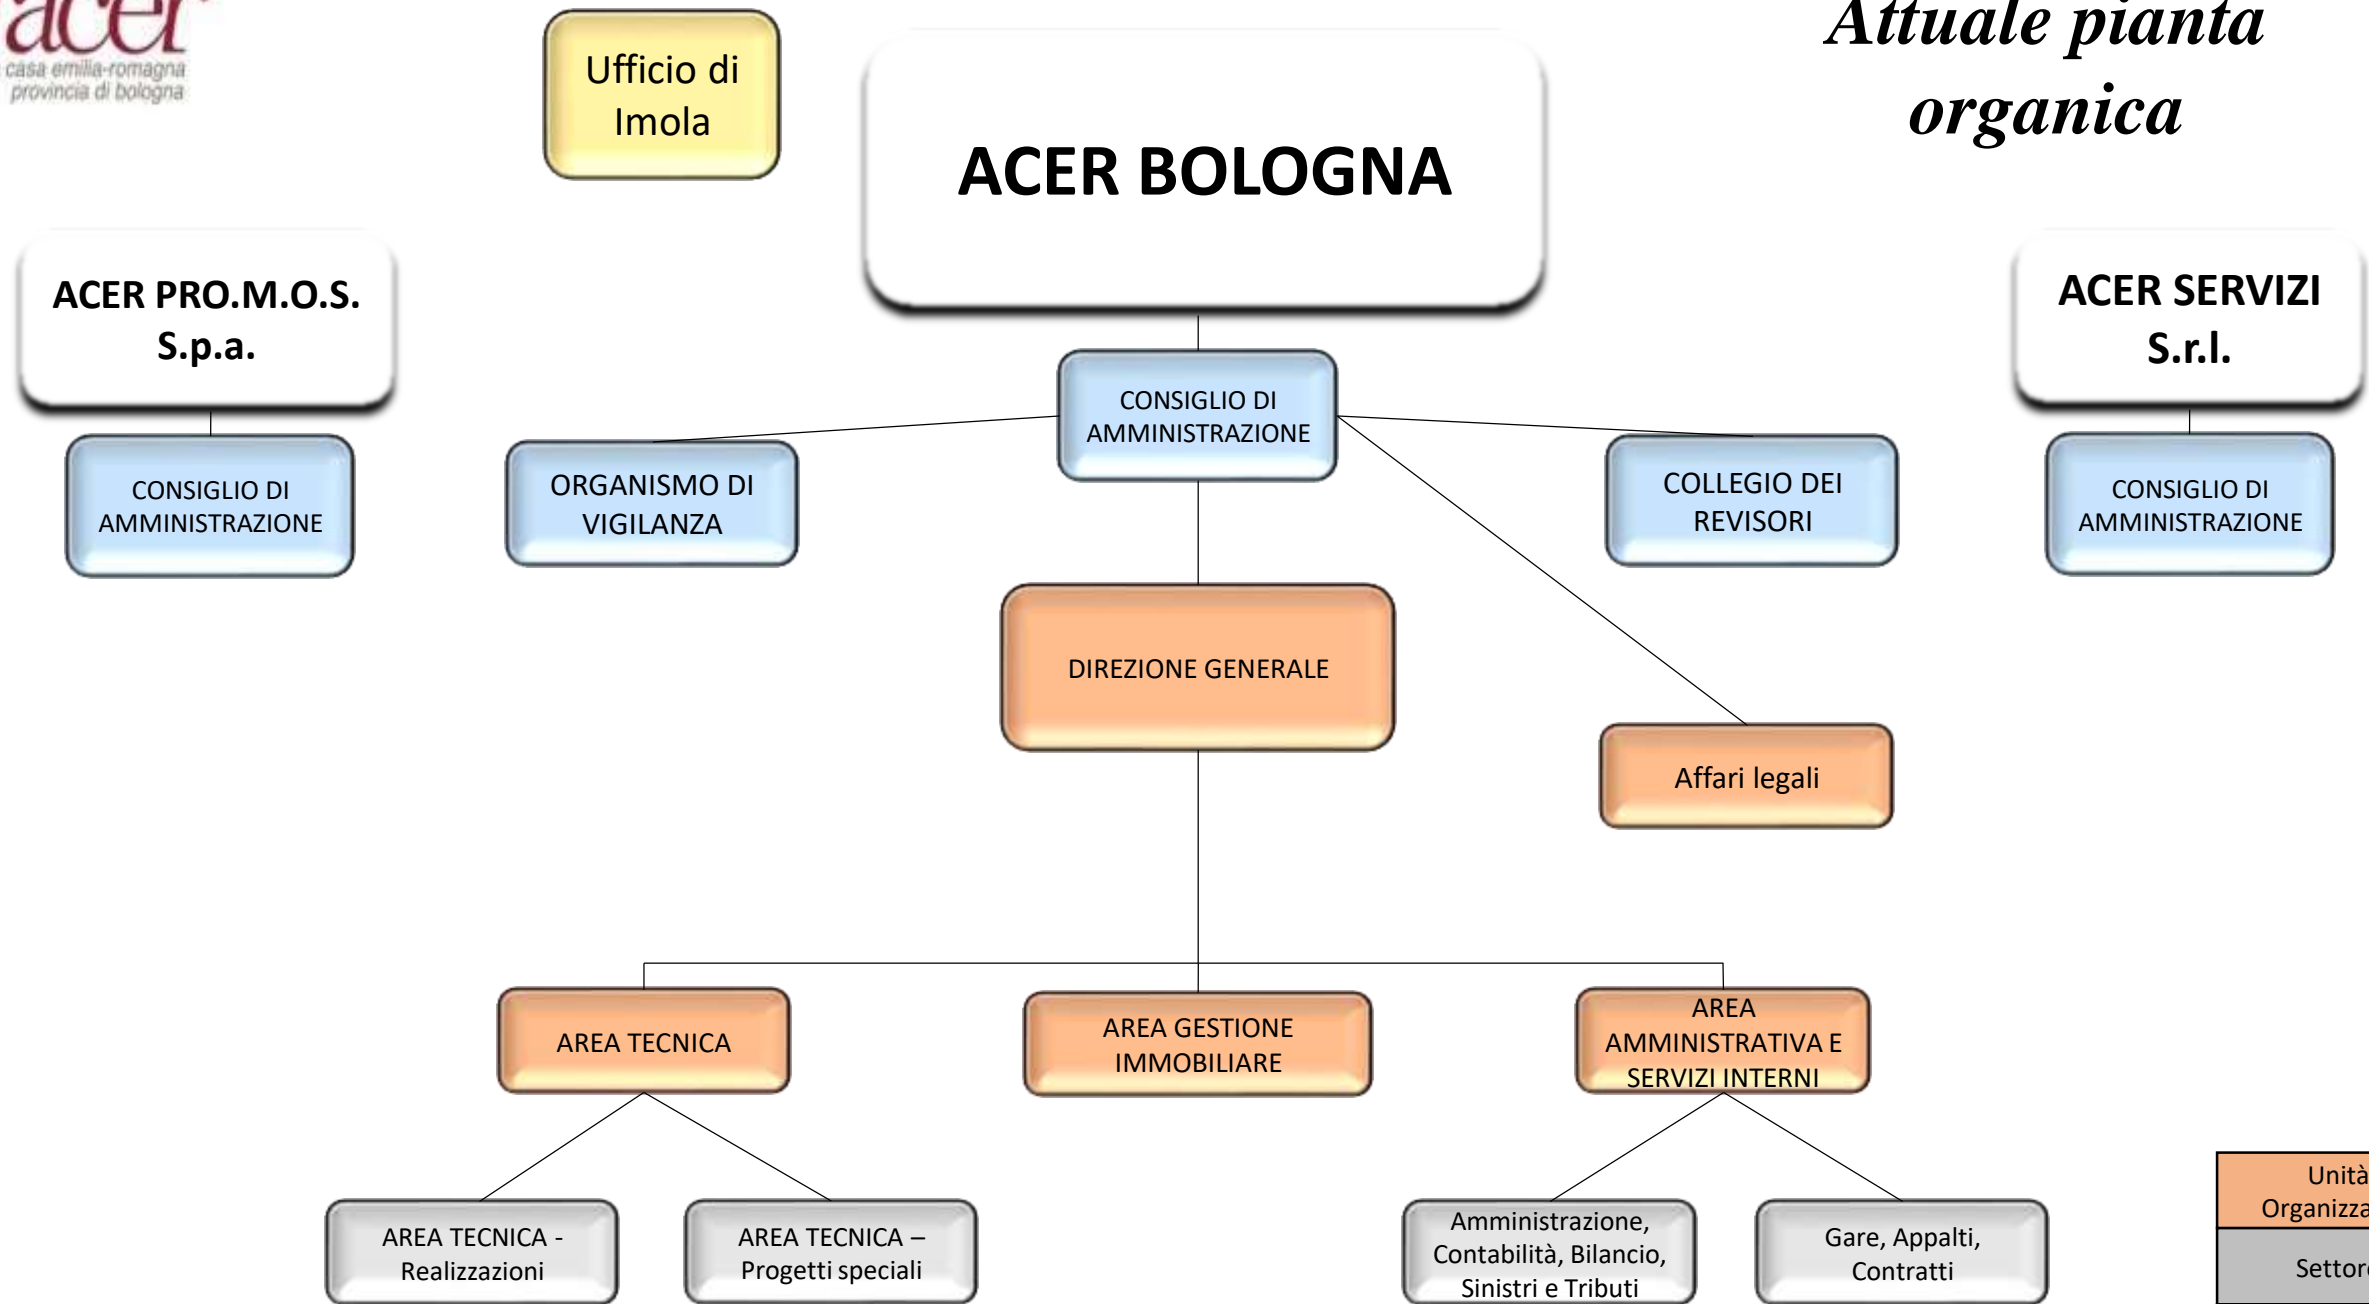 acer
casa emilia-romagna
provincia di bologna
Ufficio di
Imola
Attuale pianta
organica
ACER BOLOGNA
ACER PRO.M.O.S.
S.p.a.
ACER SERVIZI
S.r.l.
CONSIGLIO DI
AMMINISTRAZIONE
CONSIGLIO DI
AMMINISTRAZIONE
ORGANISMO DI
VIGILANZA
COLLEGIO DEI
REVISORI
CONSIGLIO DI
AMMINISTRAZIONE
DIREZIONE GENERALE
Affari legali
AREA TECNICA
AREA GESTIONE
IMMOBILIARE
AREA
AMMINISTRATIVA E
SERVIZI INTERNI
AREA TECNICA -
Realizzazioni
AREA TECNICA –
Progetti speciali
Amministrazione,
Contabilità, Bilancio,
Sinistri e Tributi
Gare, Appalti,
Contratti
Unità
Settore